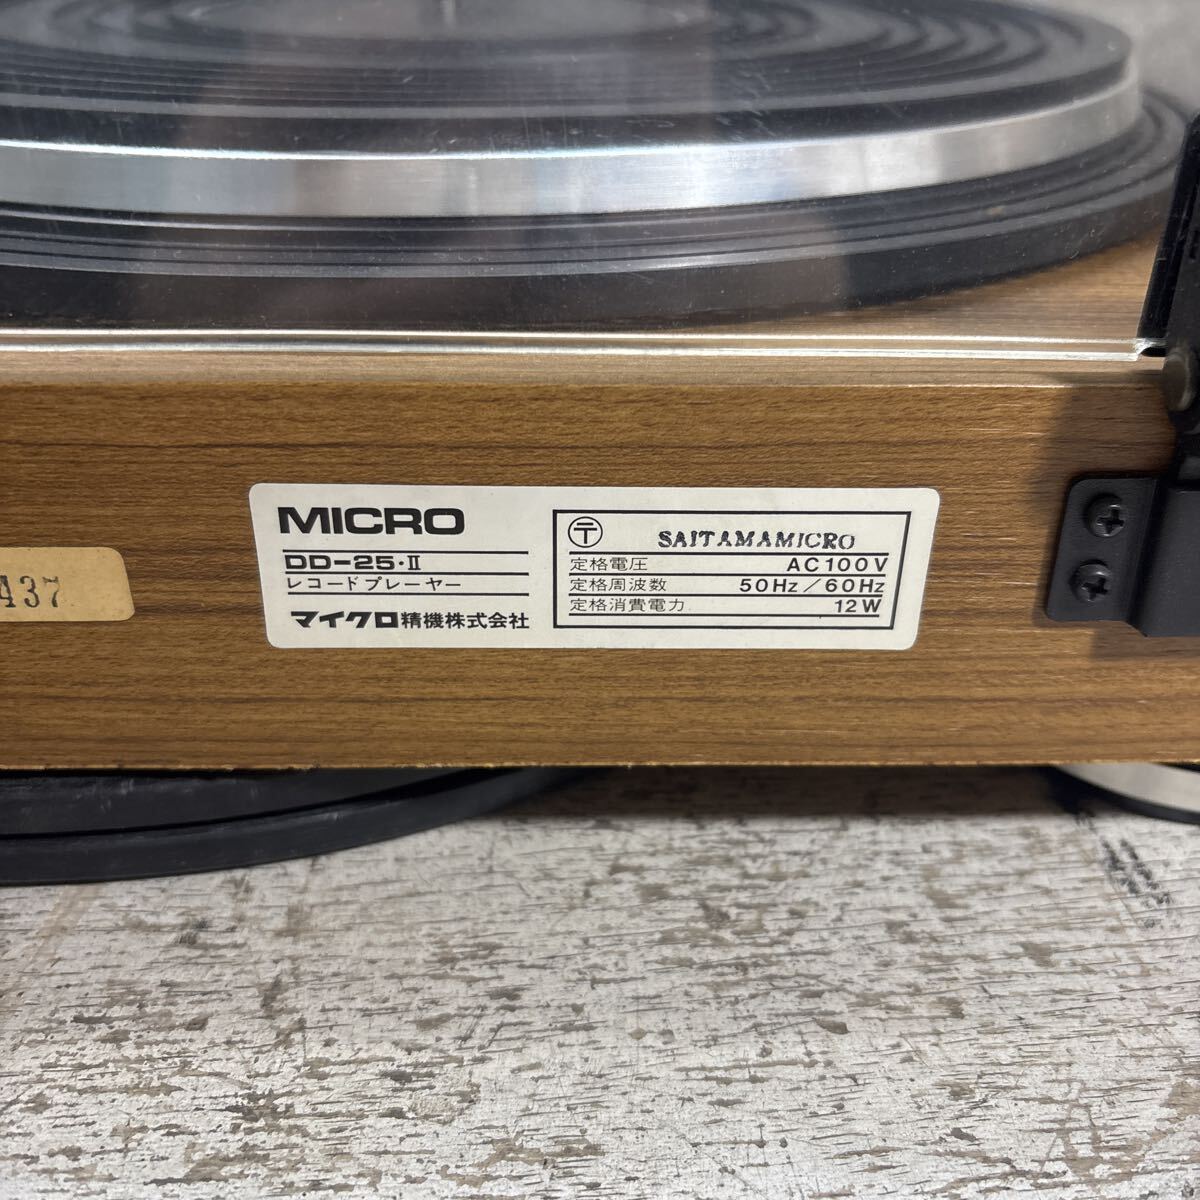 MICRO
DD-25・II
レコードプレーヤー
マイクロ精機株式会社
〒
SAITAMAMICRO
定格電圧 AC100V
定格周波数 50Hz/60Hz
定格消費電力 12W
437